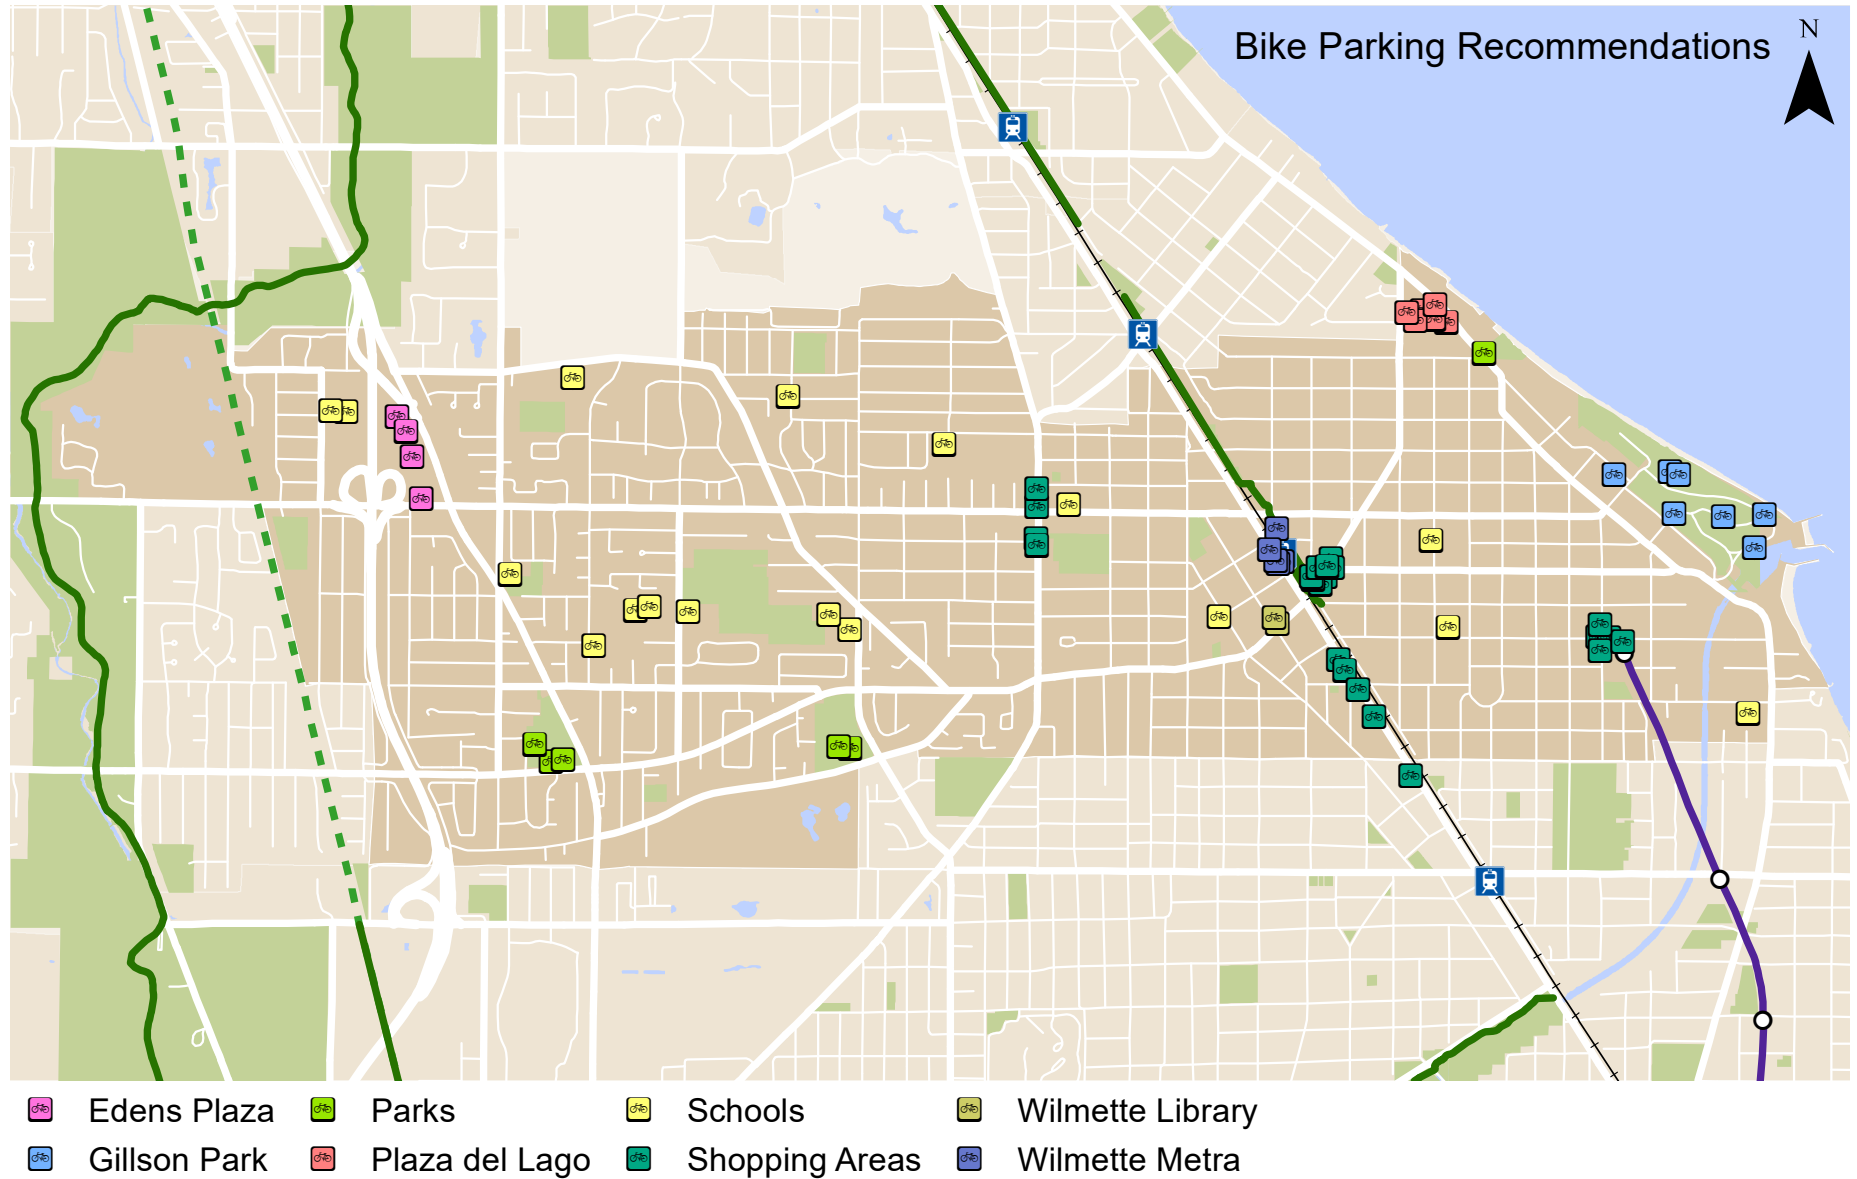 Bike Parking Recommendations
N
Edens Plaza
Parks
Schools
Wilmette Library
Gillson Park
Plaza del Lago
Shopping Areas
Wilmette Metra